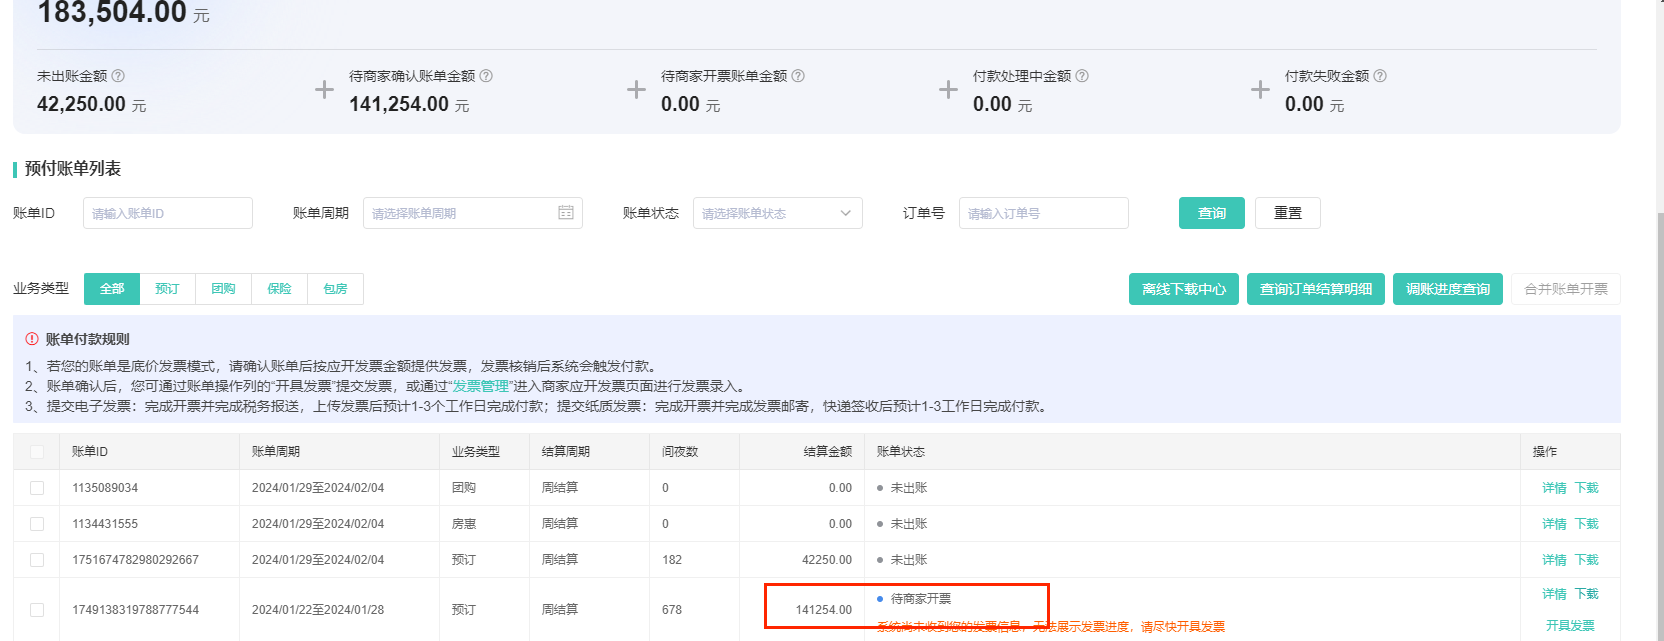 183,504.00 元
未出账金额 待商家确认账单金额 待商家开票账单金额 付款处理中金额 付款失败金额
42,250.00 元 + 141,254.00 元 + 0.00 元 + 0.00 元 + 0.00 元
预付账单列表
账单ID 请输入账单ID 账单周期 请选择账单周期 账单状态 请选择账单状态 订单号 请输入订单号 查询 重置
业务类型 全部 预订 团购 保险 包房 离线下载中心 查询订单结算明细 调账进度查询 合并账单开票
账单付款规则
1、若您的账单是底价发票模式，请确认账单后按应开发票金额提供发票，发票核销后系统会触发付款。
2、账单确认后，您可通过账单操作列的“开具发票”提交发票，或通过“发票管理”进入商家应开发票页面进行发票录入。
3、提交电子发票：完成开票并完成税务报送，上传发票后预计1-3个工作日完成付款；提交纸质发票：完成开票并完成发票邮寄，快递签收后预计1-3工作日完成付款。
账单ID 账单周期 业务类型 结算周期 间夜数 结算金额 账单状态 操作
1135089034 2024/01/29至2024/02/04 团购 周结算 0 0.00 未出账 详情 下载
1134431555 2024/01/29至2024/02/04 房惠 周结算 0 0.00 未出账 详情 下载
1751674782980292667 2024/01/29至2024/02/04 预订 周结算 182 42250.00 未出账 详情 下载
1749138319788777544 2024/01/22至2024/01/28 预订 周结算 678 141254.00 待商家开票 详情 下载
系统尚未收到您的发票信息，无法展示发票进度，请尽快开具发票 开具发票